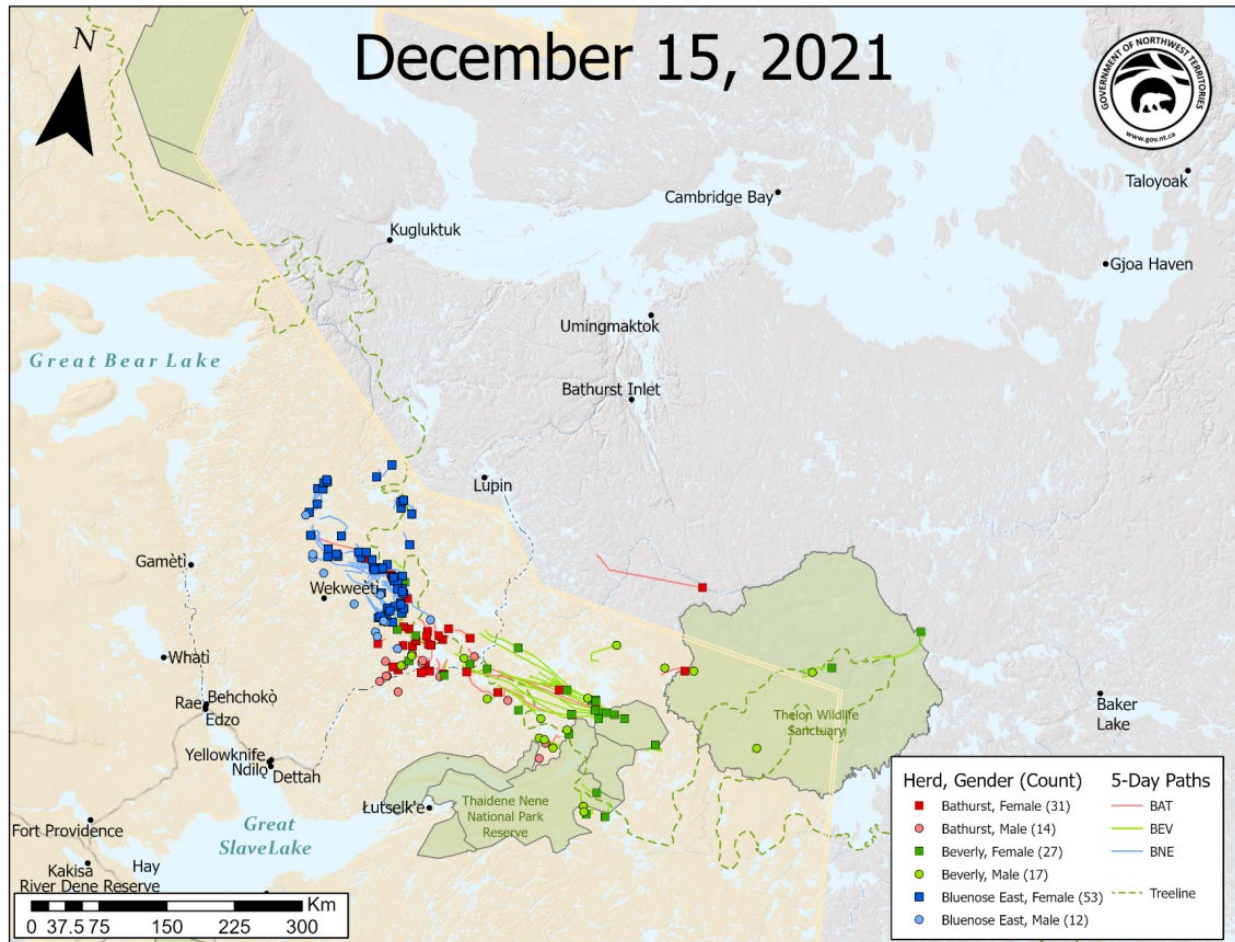 December 15, 2021
N
GOVERNMENT OF NORTHWEST TERRITORIES
www.gov.nt.ca
Taloyoak
Cambridge Bay
Kugluktuk
Gjoa Haven
Umingmaktok
Great Bear Lake
Bathurst Inlet
Lupin
Gamètì
Wekweètì
Whatì
Rae
Behchokǫ̀
Edzo
Baker
Lake
Thelon Wildlife
Sanctuary
Yellowknife
Ndilǫ
Dettah
Łutselk'e
Thaidene Nene
National Park
Reserve
Fort Providence
Great
Slave Lake
Kakisa
Hay
River Dene Reserve
Km
0 37.5 75 150 225 300
Herd, Gender (Count)
Bathurst, Female (31)
Bathurst, Male (14)
Beverly, Female (27)
Beverly, Male (17)
Bluenose East, Female (53)
Bluenose East, Male (12)
5-Day Paths
BAT
BEV
BNE
Treeline